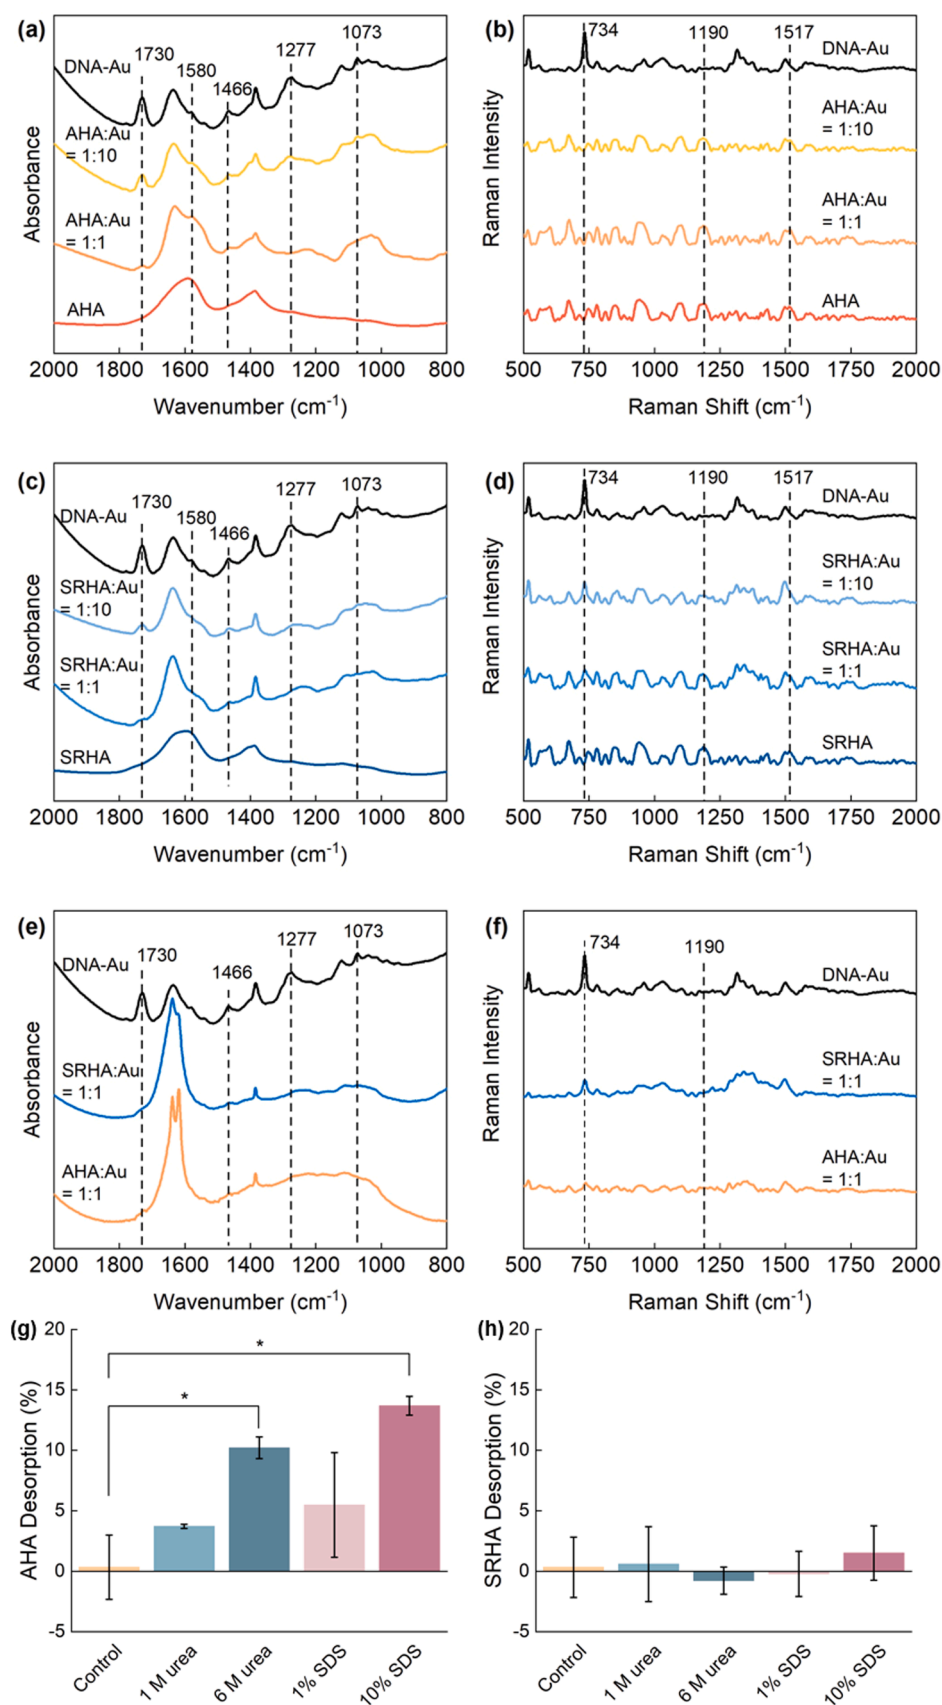 (a)
1730
1580
1466
1277
1073
DNA-Au
AHA:Au
= 1:10
AHA:Au
= 1:1
AHA
Absorbance
2000 1800 1600 1400 1200 1000 800
Wavenumber (cm-1)
(b)
734
1190
1517
DNA-Au
AHA:Au
= 1:10
AHA:Au
= 1:1
AHA
Raman Intensity
500 750 1000 1250 1500 1750 2000
Raman Shift (cm-1)
(c)
1730
1580
1466
1277
1073
DNA-Au
SRHA:Au
= 1:10
SRHA:Au
= 1:1
SRHA
Absorbance
2000 1800 1600 1400 1200 1000 800
Wavenumber (cm-1)
(d)
734
1190
1517
DNA-Au
SRHA:Au
= 1:10
SRHA:Au
= 1:1
SRHA
Raman Intensity
500 750 1000 1250 1500 1750 2000
Raman Shift (cm-1)
(e)
1730
1466
1277
1073
DNA-Au
SRHA:Au
= 1:1
AHA:Au
= 1:1
Absorbance
2000 1800 1600 1400 1200 1000 800
Wavenumber (cm-1)
(f)
734
1190
DNA-Au
SRHA:Au
= 1:1
AHA:Au
= 1:1
Raman Intensity
500 750 1000 1250 1500 1750 2000
Raman Shift (cm-1)
(g)
20
15
10
5
0
-5
AHA Desorption (%)
*
*
Control
1 M urea
6 M urea
1% SDS
10% SDS
(h)
20
15
10
5
0
-5
SRHA Desorption (%)
Control
1 M urea
6 M urea
1% SDS
10% SDS